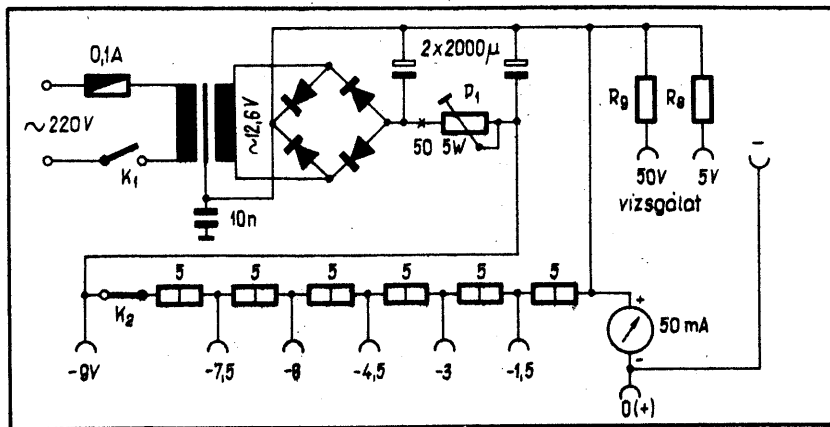 0,1A
~220V
K1
~12,6V
10n
2x2000μ
P1
50 5W
R9
R8
50V
5V
-
vizsgálat
5
5
5
5
5
5
K2
+
50 mA
-
-9V
-7,5
-6
-4,5
-3
-1,5
0(+)